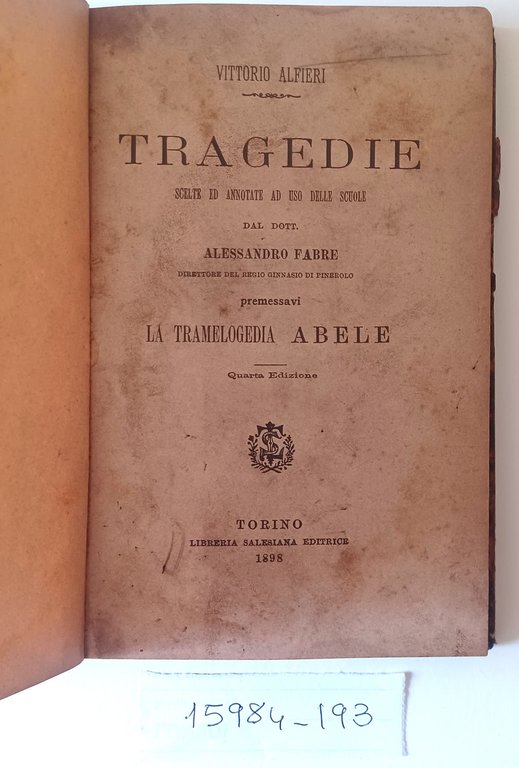 VITTORIO ALFIERI
TRAGEDIE
SCELTE ED ANNOTATE AD USO DELLE SCUOLE
DAL DOTT.
ALESSANDRO FABRE
DIRETTORE DEL REGIO GINNASIO DI PINEROLO
premessavi
LA TRAMELOGEDIA ABELE
Quarta Edizione
TORINO
LIBRERIA SALESIANA EDITRICE
1898
15984_193